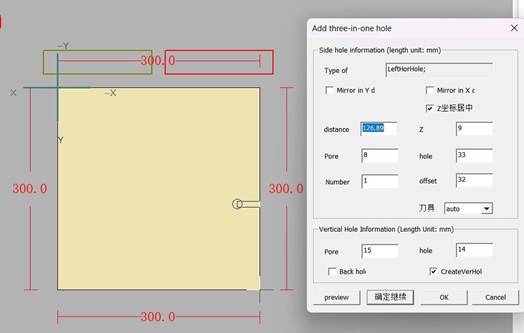 Add three-in-one hole
Side hole information (length unit: mm)
Type of
LeftHorHole;
Mirror in Y d
Mirror in X c
Z坐标居中
distance
126.89
Z
9
Pore
8
hole
33
Number
1
offset
32
刀具
auto
Vertical Hole Information (Length Unit: mm)
Pore
15
hole
14
Back hol
CreateVerHol
preview
确定继续
OK
Cancel
-Y
300.0
X
-X
Y
300.0
300.0
300.0